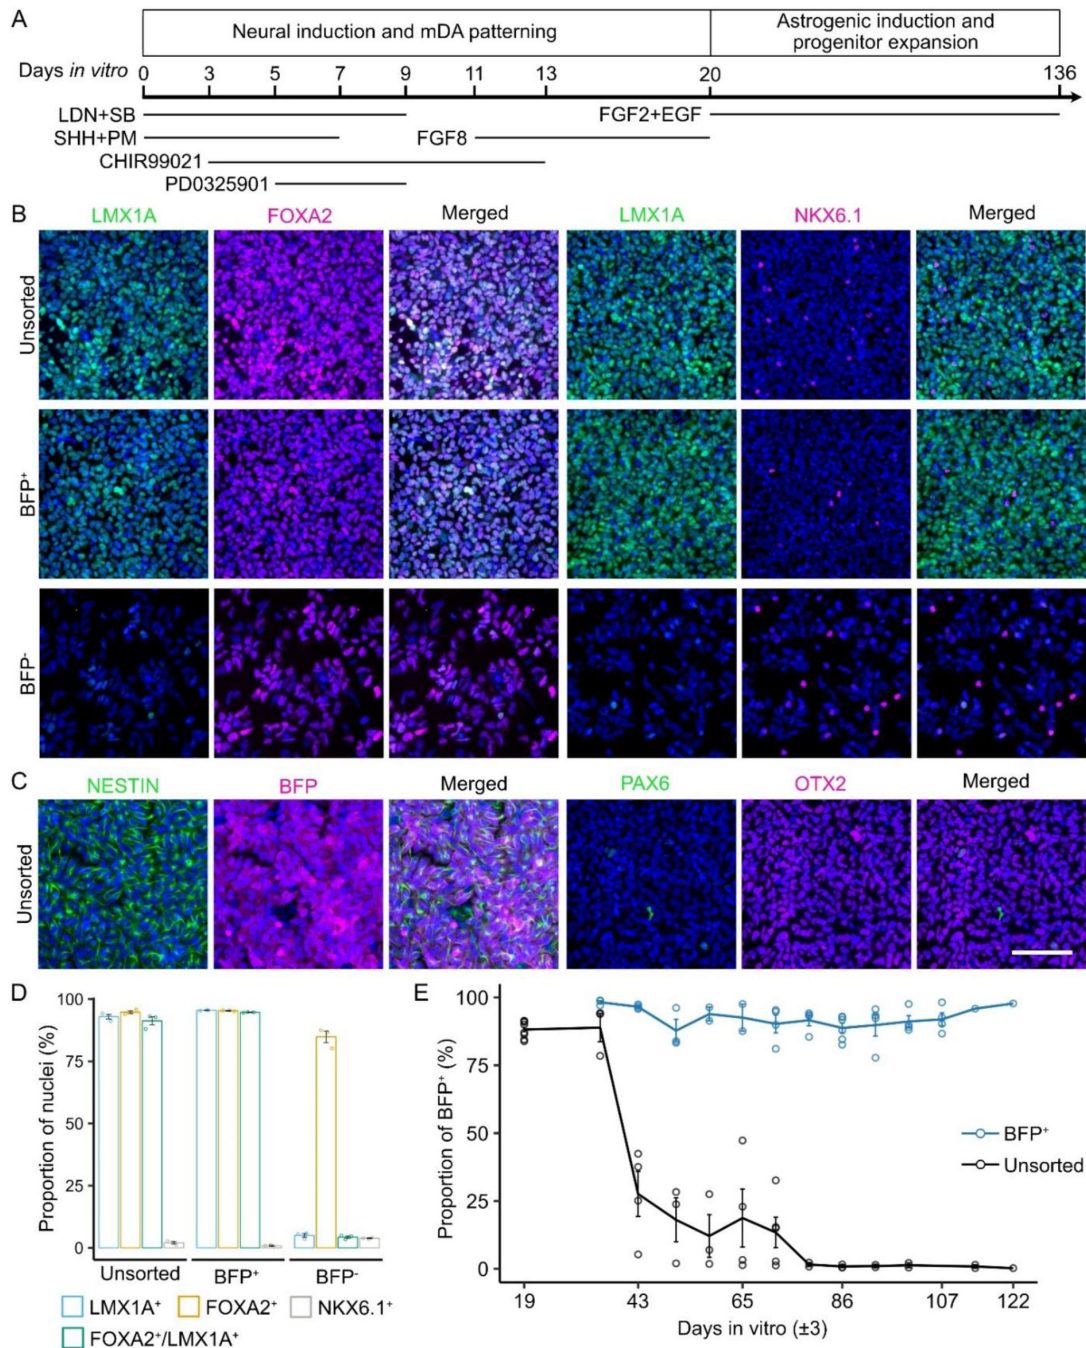 A
Neural induction and mDA patterning
Astrogenic induction and
progenitor expansion
Days in vitro 0 3 5 7 9 11 13 20 136
LDN+SB FGF2+EGF
SHH+PM FGF8
CHIR99021
PD0325901
B LMX1A FOXA2 Merged LMX1A NKX6.1 Merged
Unsorted
BFP⁺
BFP⁻
C NESTIN BFP Merged PAX6 OTX2 Merged
Unsorted
D
Proportion of nuclei (%)
100
75
50
25
0
Unsorted BFP⁺ BFP⁻
LMX1A⁺ FOXA2⁺ NKX6.1⁺
FOXA2⁺/LMX1A⁺
E
Proportion of BFP⁺ (%)
100
75
50
25
0
BFP⁺
Unsorted
19 43 65 86 107 122
Days in vitro (±3)